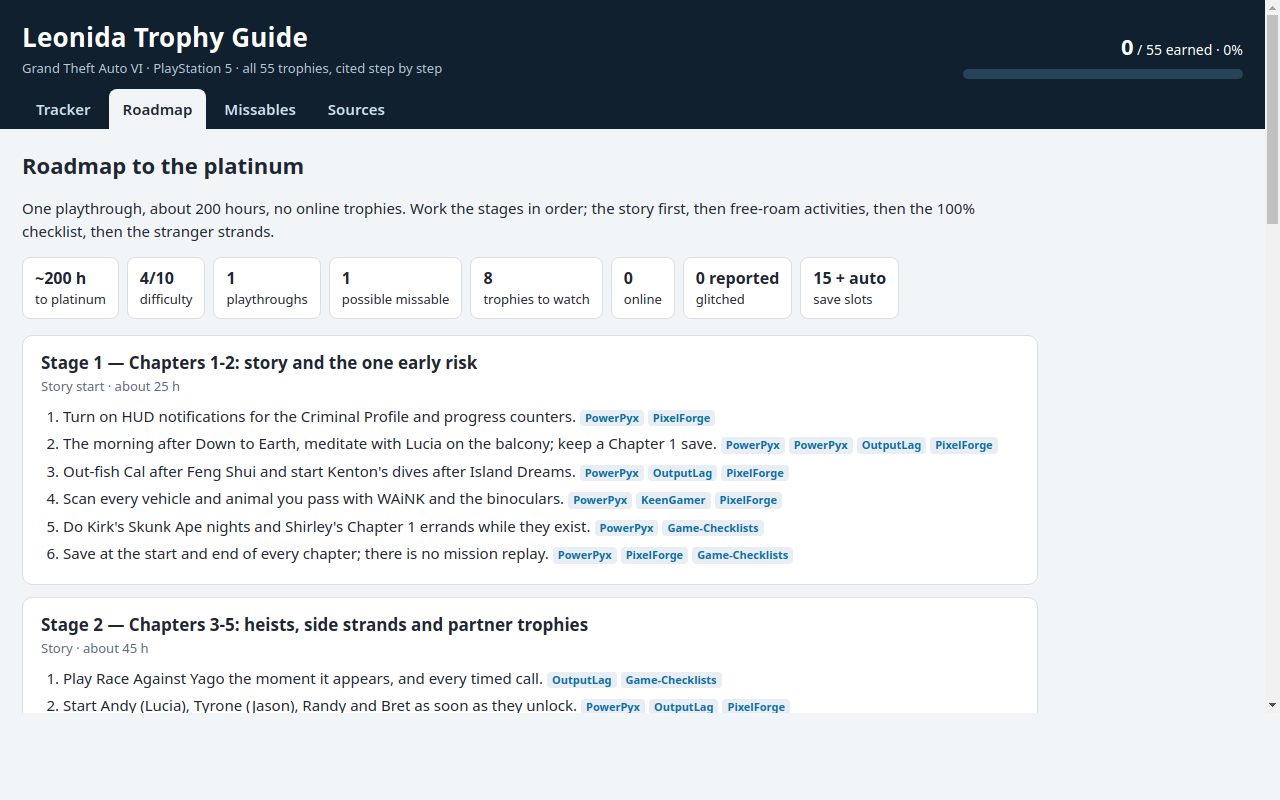 Leonida Trophy Guide
Grand Theft Auto VI · PlayStation 5 · all 55 trophies, cited step by step
0 / 55 earned · 0%
Tracker Roadmap Missables Sources
Roadmap to the platinum
One playthrough, about 200 hours, no online trophies. Work the stages in order; the story first, then free-roam activities, then the 100%
checklist, then the stranger strands.
~200 h
to platinum
4/10
difficulty
1
playthroughs
1
possible missable
8
trophies to watch
0
online
0 reported
glitched
15 + auto
save slots
Stage 1 — Chapters 1-2: story and the one early risk
Story start · about 25 h
1. Turn on HUD notifications for the Criminal Profile and progress counters. PowerPyx PixelForge
2. The morning after Down to Earth, meditate with Lucia on the balcony; keep a Chapter 1 save. PowerPyx PowerPyx OutputLag PixelForge
3. Out-fish Cal after Feng Shui and start Kenton's dives after Island Dreams. PowerPyx OutputLag PixelForge
4. Scan every vehicle and animal you pass with WAiNK and the binoculars. PowerPyx KeenGamer PixelForge
5. Do Kirk's Skunk Ape nights and Shirley's Chapter 1 errands while they exist. PowerPyx Game-Checklists
6. Save at the start and end of every chapter; there is no mission replay. PowerPyx PixelForge Game-Checklists
Stage 2 — Chapters 3-5: heists, side strands and partner trophies
Story · about 45 h
1. Play Race Against Yago the moment it appears, and every timed call. OutputLag Game-Checklists
2. Start Andy (Lucia), Tyrone (Jason), Randy and Bret as soon as they unlock. PowerPyx OutputLag PixelForge